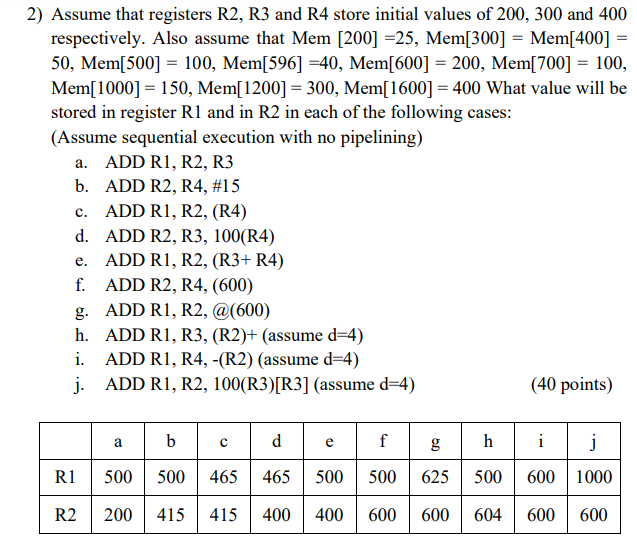 2) Assume that registers R2, R3 and R4 store initial values of 200, 300 and 400
respectively. Also assume that Mem [200] =25, Mem[300] = Mem[400] =
50, Mem[500] = 100, Mem[596] =40, Mem[600] = 200, Mem[700] = 100,
Mem[1000] = 150, Mem[1200] = 300, Mem[1600] = 400 What value will be
stored in register R1 and in R2 in each of the following cases:
(Assume sequential execution with no pipelining)
a. ADD R1, R2, R3
b. ADD R2, R4, #15
c. ADD R1, R2, (R4)
d. ADD R2, R3, 100(R4)
e. ADD R1, R2, (R3+ R4)
f. ADD R2, R4, (600)
g. ADD R1, R2, @(600)
h. ADD R1, R3, (R2)+ (assume d=4)
i. ADD R1, R4, -(R2) (assume d=4)
j. ADD R1, R2, 100(R3)[R3] (assume d=4) (40 points)
a b c d e f g h i j
R1 500 500 465 465 500 500 625 500 600 1000
R2 200 415 415 400 400 600 600 604 600 600